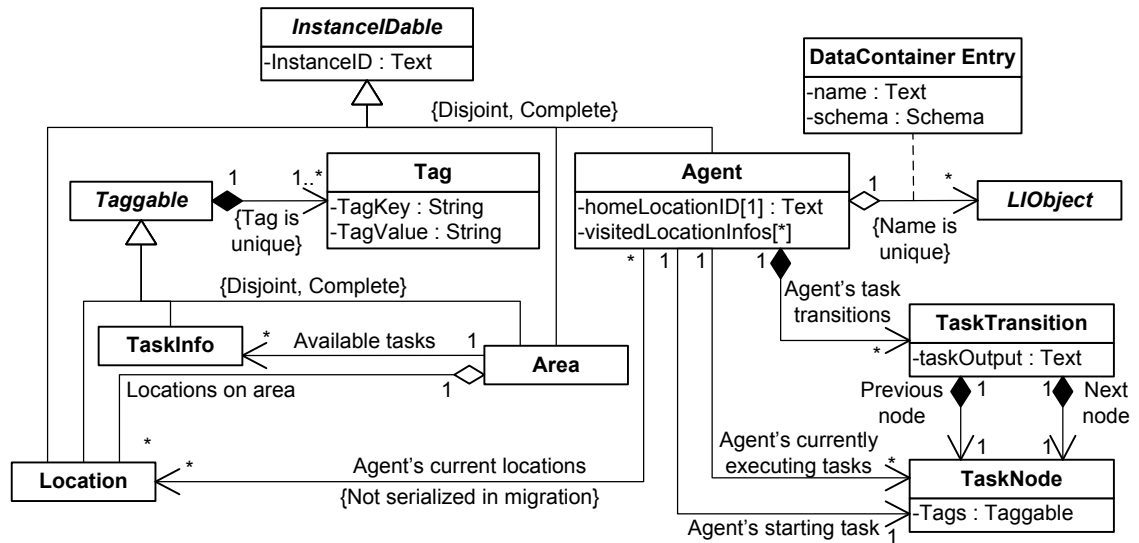 InstanceIDable
-InstanceID : Text
DataContainer Entry
-name : Text
-schema : Schema
{Disjoint, Complete}
Taggable
1
1..*
{Tag is
unique}
Tag
-TagKey : String
-TagValue : String
Agent
-homeLocationID[1] : Text
-visitedLocationInfos[*]
1
*
{Name is
unique}
LIObject
*
1
1
1
{Disjoint, Complete}
Agent's task
transitions
*
TaskTransition
-taskOutput : Text
TaskInfo
*
Available tasks
1
Area
Locations on area
1
Previous
node
1
1
Next
node
*
Location
*
Agent's current locations
{Not serialized in migration}
Agent's currently
executing tasks
*
1
1
TaskNode
-Tags : Taggable
Agent's starting task
1